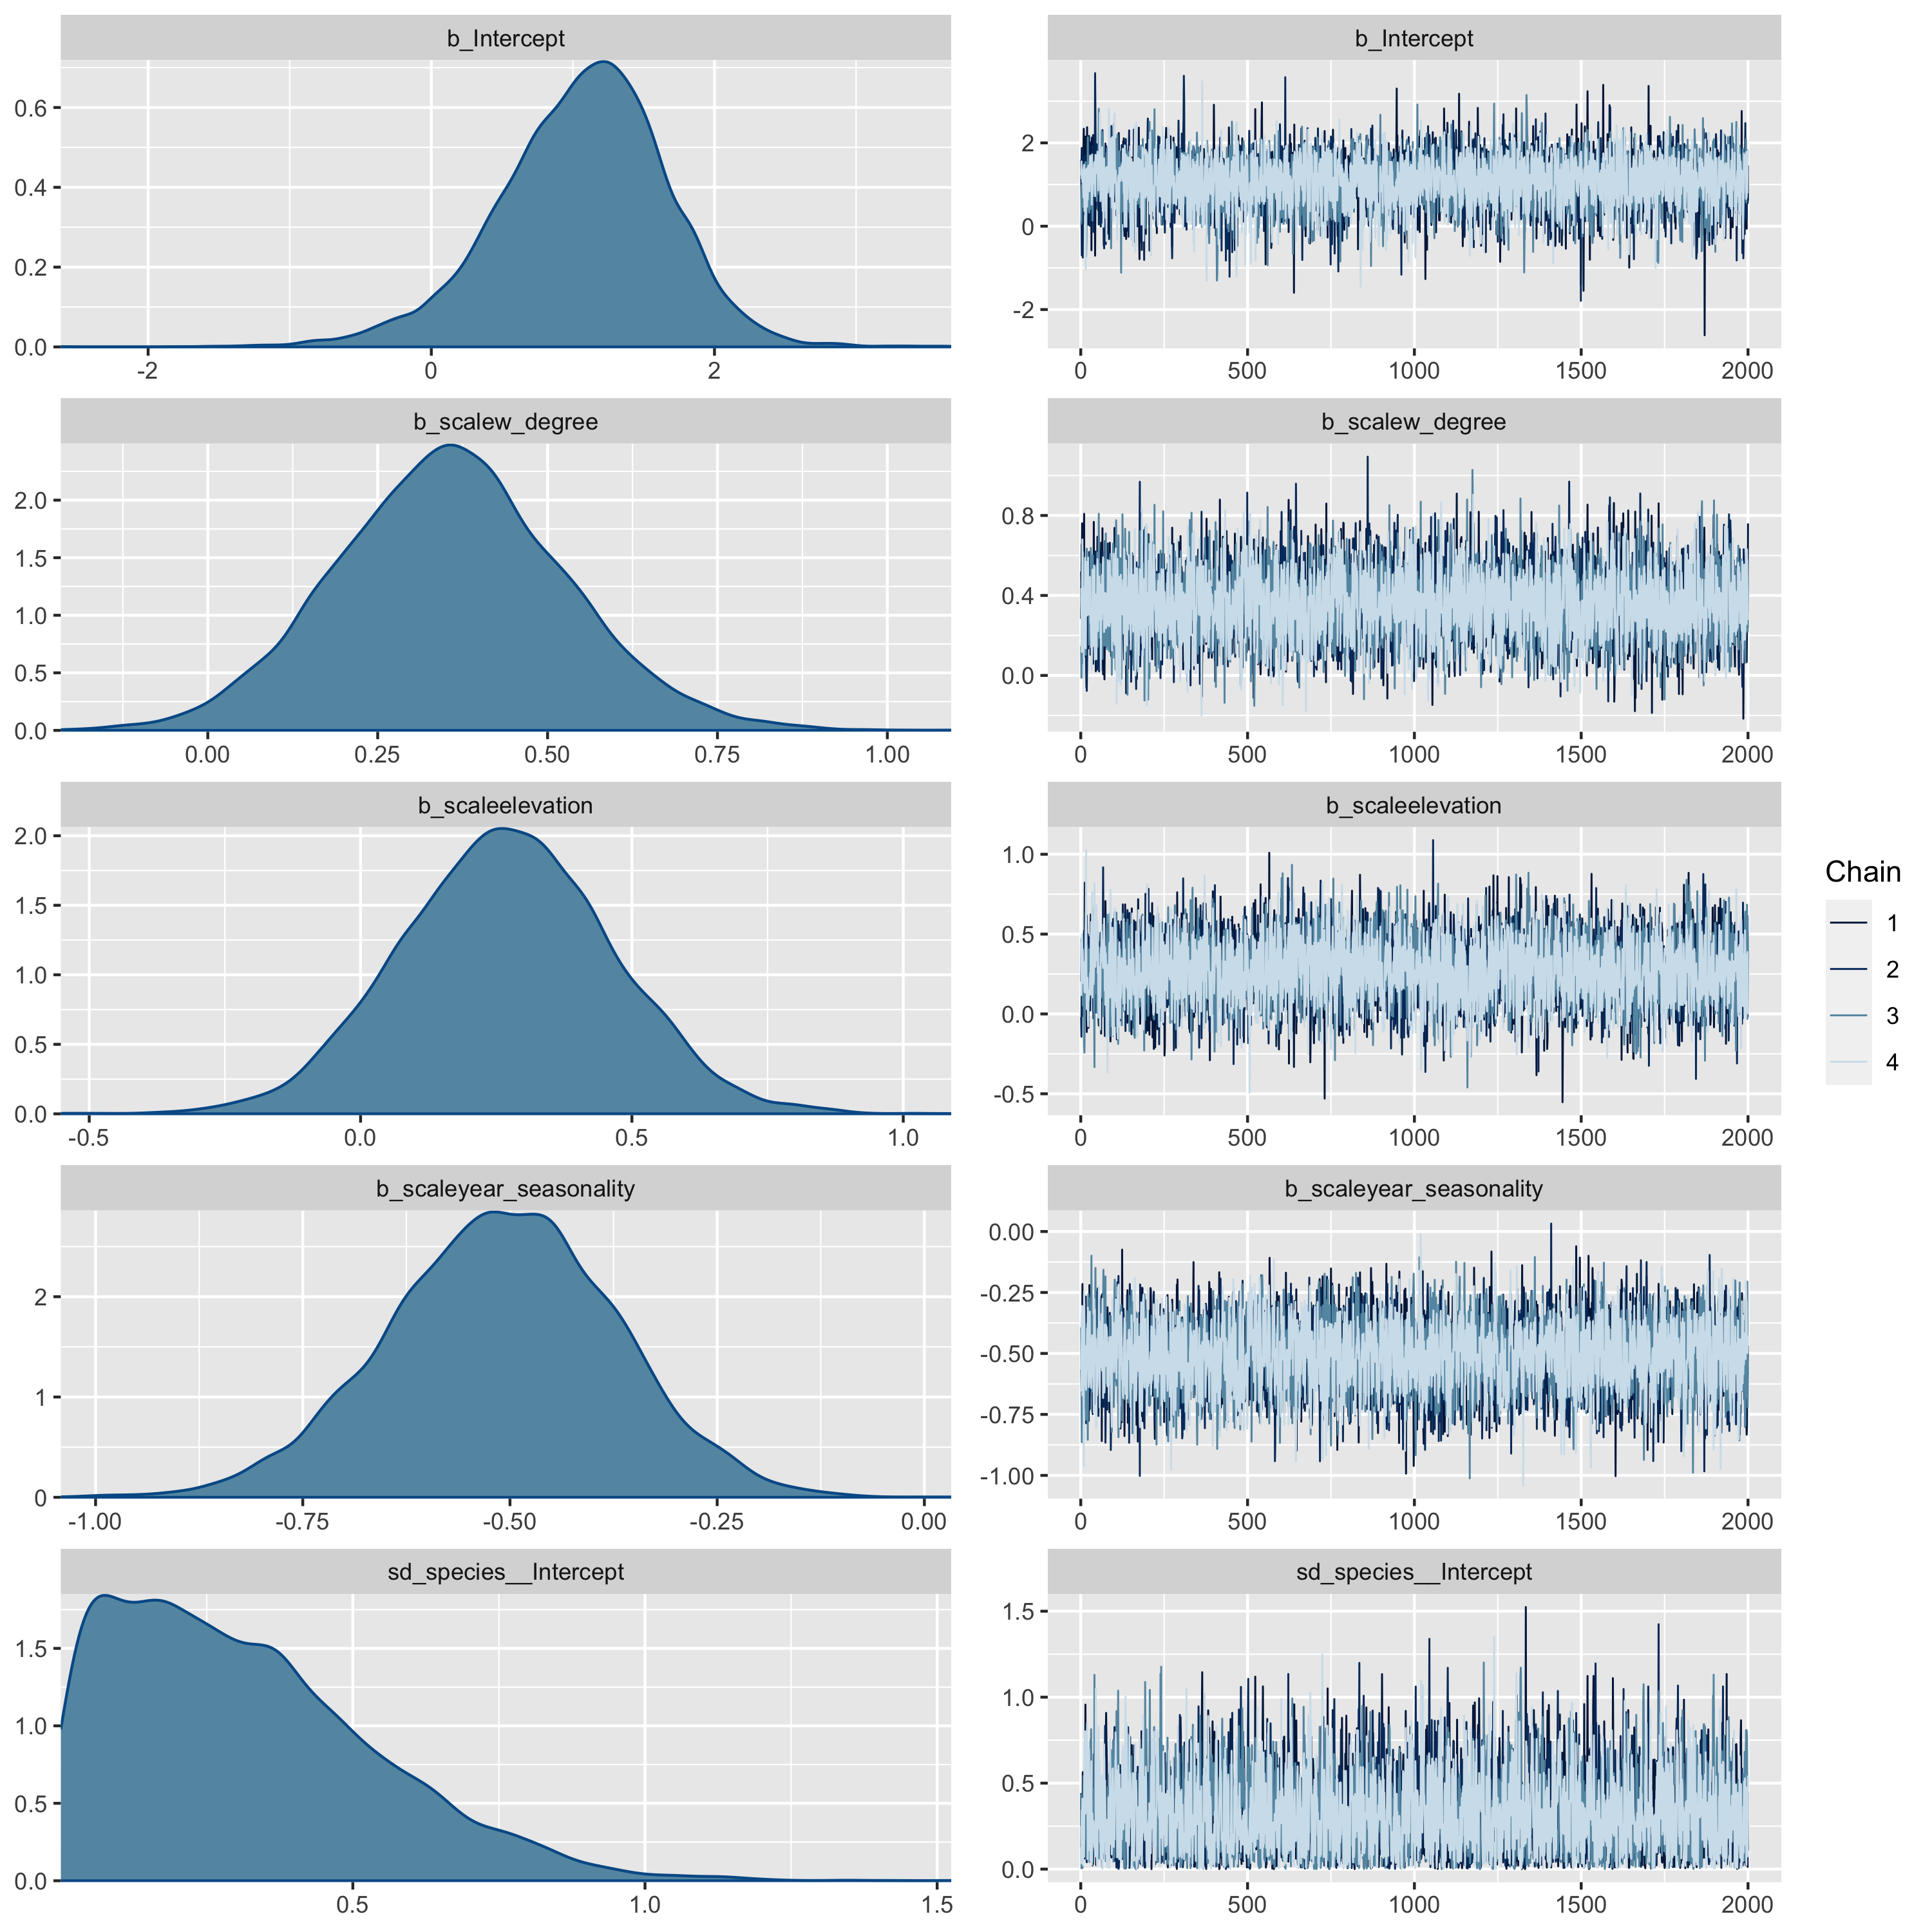 b_Intercept
0.6
0.4
0.2
0.0
-2 0 2
b_Intercept
2
0
-2
0 500 1000 1500 2000
b_scalew_degree
2.0
1.5
1.0
0.5
0.0
0.00 0.25 0.50 0.75 1.00
b_scalew_degree
0.8
0.4
0.0
0 500 1000 1500 2000
b_scaleelevation
2.0
1.5
1.0
0.5
0.0
-0.5 0.0 0.5 1.0
b_scaleelevation
1.0
0.5
0.0
-0.5
0 500 1000 1500 2000
b_scaleyear_seasonality
2
1
0
-1.00 -0.75 -0.50 -0.25 0.00
b_scaleyear_seasonality
0.00
-0.25
-0.50
-0.75
-1.00
0 500 1000 1500 2000
sd_species__Intercept
1.5
1.0
0.5
0.0
0.5 1.0 1.5
sd_species__Intercept
1.5
1.0
0.5
0.0
0 500 1000 1500 2000
Chain
1
2
3
4